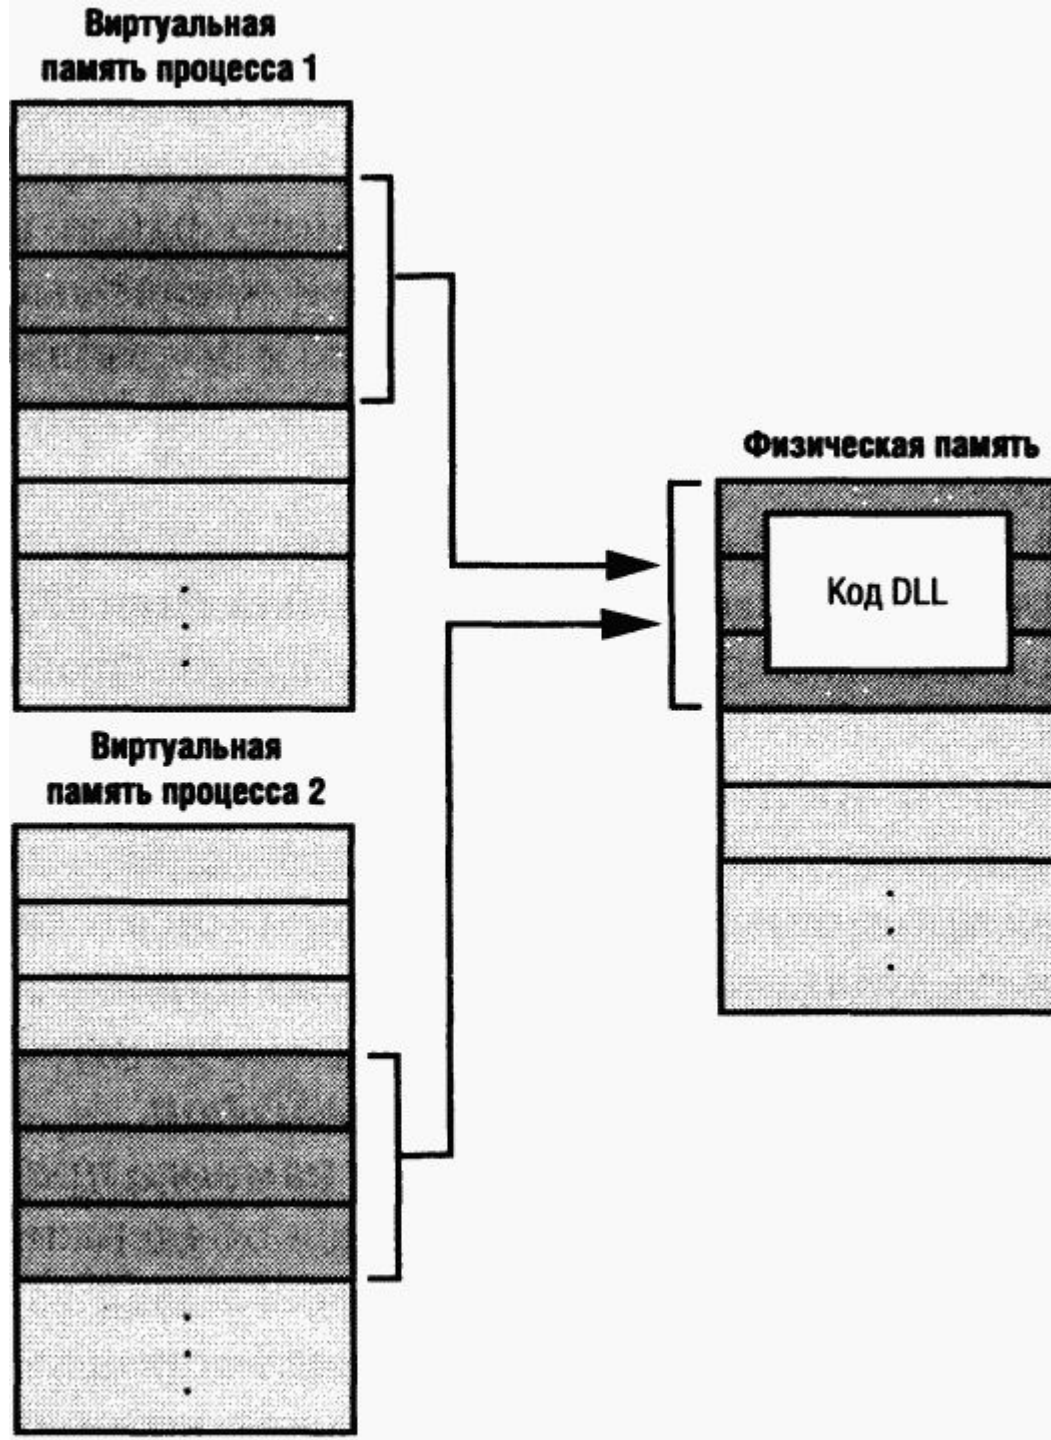 Виртуальная
память процесса 1
Физическая память
Код DLL
Виртуальная
память процесса 2